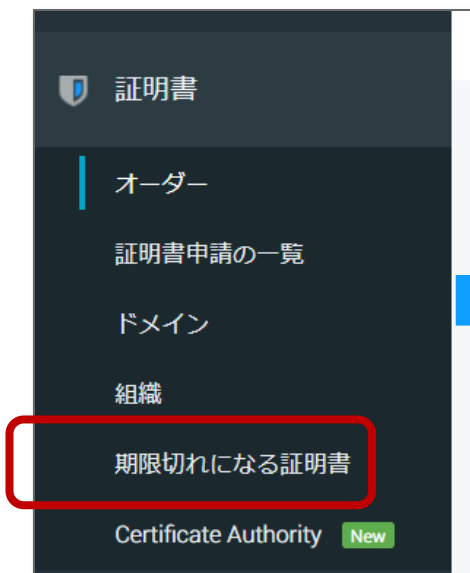 証明書
オーダー
証明書申請の一覧
ドメイン
組織
期限切れになる証明書
Certificate Authority New